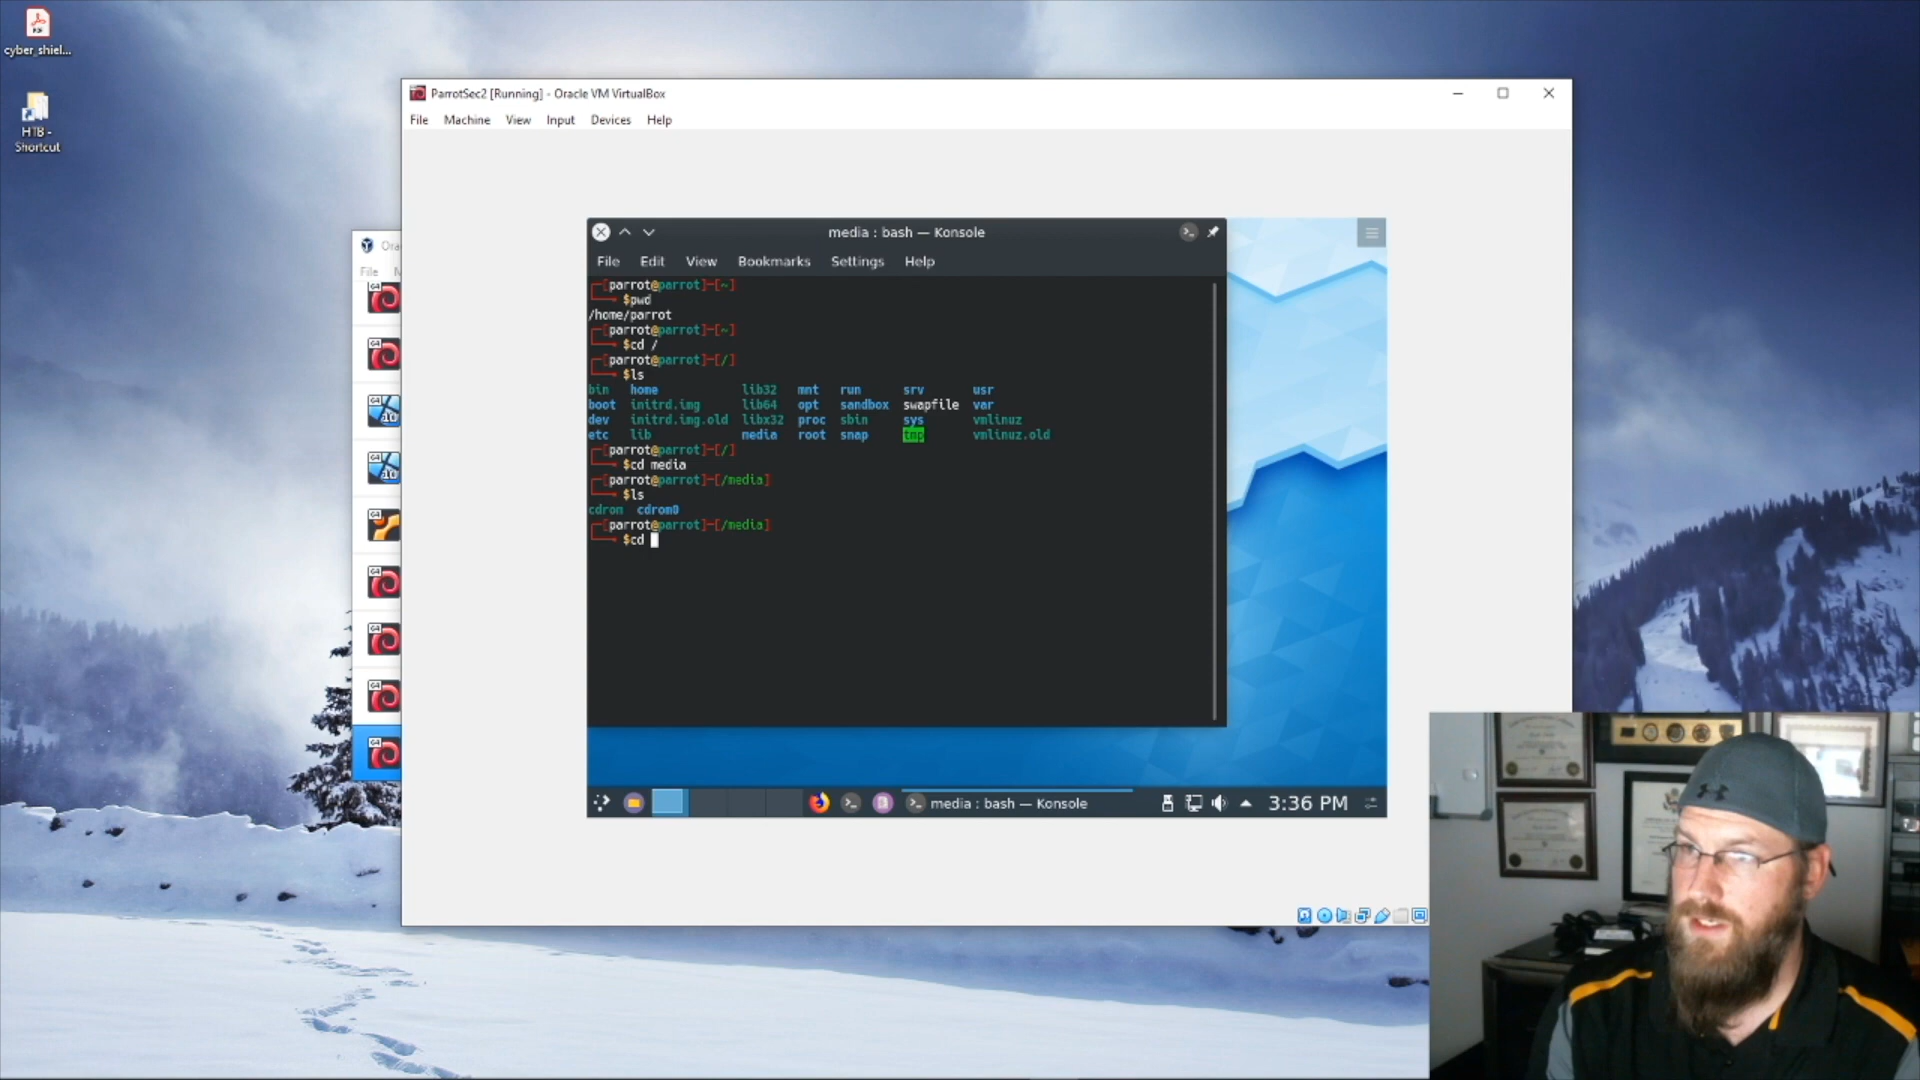 cyber_shiel...
HTB -
Shortcut
ParrotSec2 [Running] - Oracle VM VirtualBox
File Machine View Input Devices Help
Ora
File M
media : bash — Konsole
File Edit View Bookmarks Settings Help
[parrot@parrot]-[~]
$pwd
/home/parrot
[parrot@parrot]-[~]
$cd /
[parrot@parrot]-[/]
$ls
bin home lib32 mnt run srv usr
boot initrd.img lib64 opt sandbox swapfile var
dev initrd.img.old libx32 proc sbin sys vmlinuz
etc lib media root snap tmp vmlinuz.old
[parrot@parrot]-[/]
$cd media
[parrot@parrot]-[/media]
$ls
cdrom cdrom0
[parrot@parrot]-[/media]
$cd
media : bash — Konsole
3:36 PM